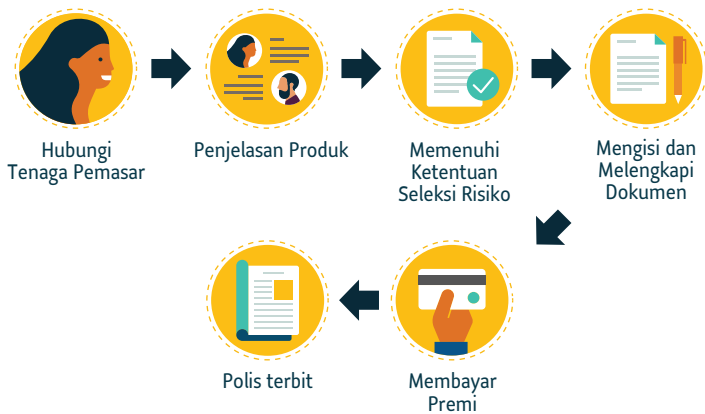 Hubungi
Tenaga Pemasar
Penjelasan Produk
Memenuhi
Ketentuan
Seleksi Risiko
Mengisi dan
Melengkapi
Dokumen
Polis terbit
Membayar
Premi